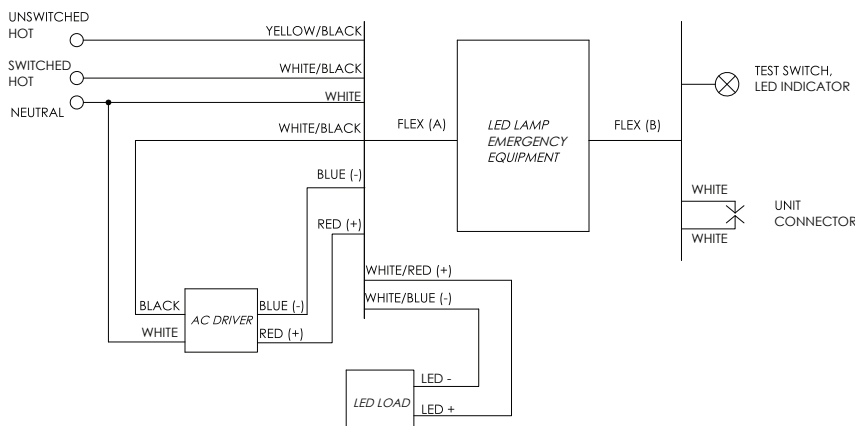 UNSWITCHED
HOT
YELLOW/BLACK
SWITCHED
HOT
WHITE/BLACK
NEUTRAL
WHITE
WHITE/BLACK
FLEX (A)
LED LAMP
EMERGENCY
EQUIPMENT
FLEX (B)
TEST SWITCH,
LED INDICATOR
BLUE (-)
RED (+)
WHITE
UNIT
CONNECTOR
WHITE
WHITE/RED (+)
WHITE/BLUE (-)
BLACK
AC DRIVER
BLUE (-)
WHITE
RED (+)
LED -
LED LOAD
LED +